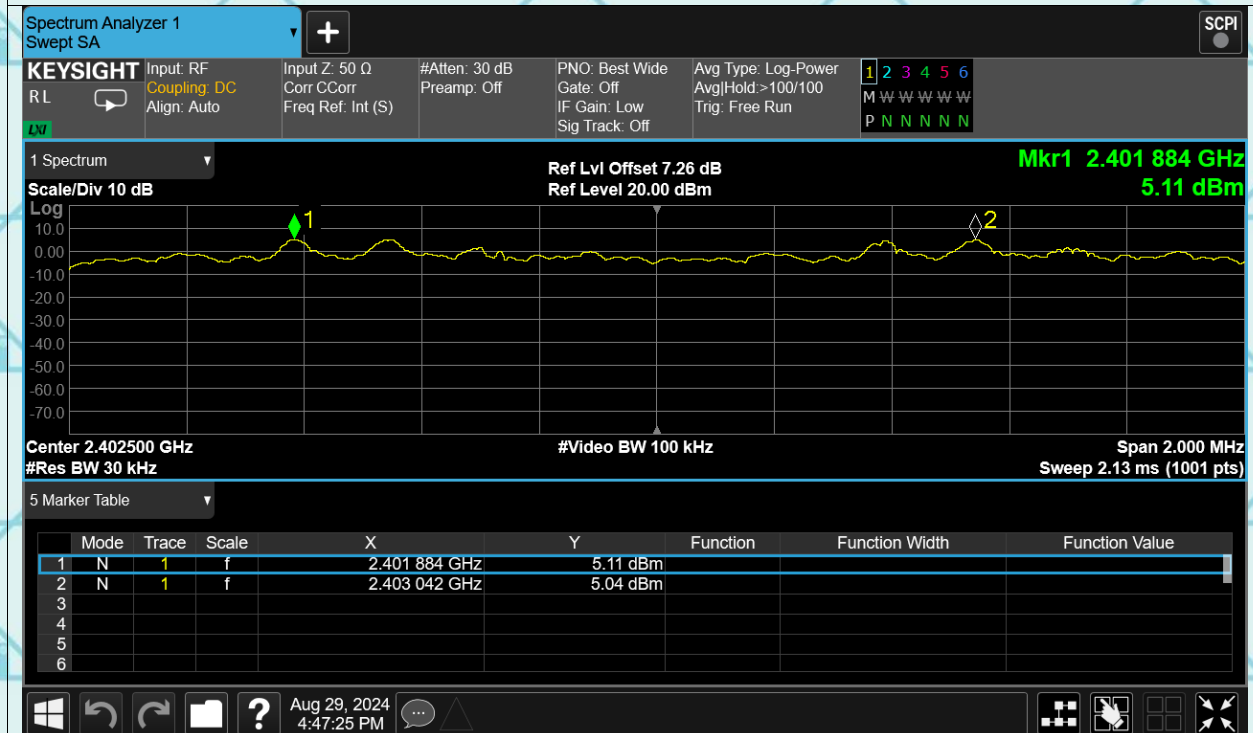 Spectrum Analyzer 1
Swept SA
+
SCPI
KEYSIGHT
R L
LXI
Input: RF
Coupling: DC
Align: Auto
Input Z: 50 Ω
Corr CCorr
Freq Ref: Int (S)
#Atten: 30 dB
Preamp: Off
PNO: Best Wide
Gate: Off
IF Gain: Low
Sig Track: Off
Avg Type: Log-Power
Avg|Hold:>100/100
Trig: Free Run
1 2 3 4 5 6
M W W W W W
P N N N N N
1 Spectrum
Scale/Div 10 dB
Ref Lvl Offset 7.26 dB
Ref Level 20.00 dBm
Mkr1 2.401 884 GHz
5.11 dBm
Log
1
2
10.0
0.00
-10.0
-20.0
-30.0
-40.0
-50.0
-60.0
-70.0
Center 2.402500 GHz
#Video BW 100 kHz
Span 2.000 MHz
#Res BW 30 kHz
Sweep 2.13 ms (1001 pts)
5 Marker Table
Mode Trace Scale X Y Function Function Width Function Value
1 N 1 f 2.401 884 GHz 5.11 dBm
2 N 1 f 2.403 042 GHz 5.04 dBm
3
4
5
6
?
Aug 29, 2024
4:47:25 PM